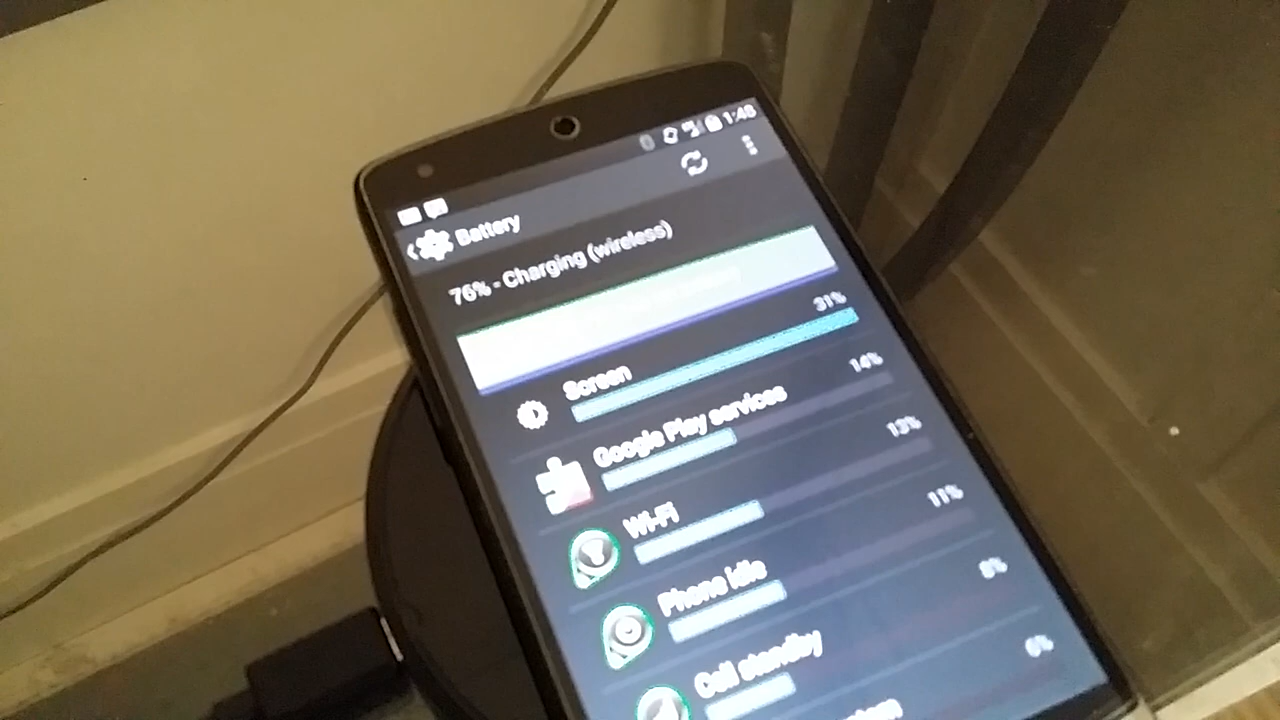 1:48
Battery
76% - Charging (wireless)
31%
Screen
14%
Google Play services
13%
Wi-Fi
11%
Phone idle
Cell standby